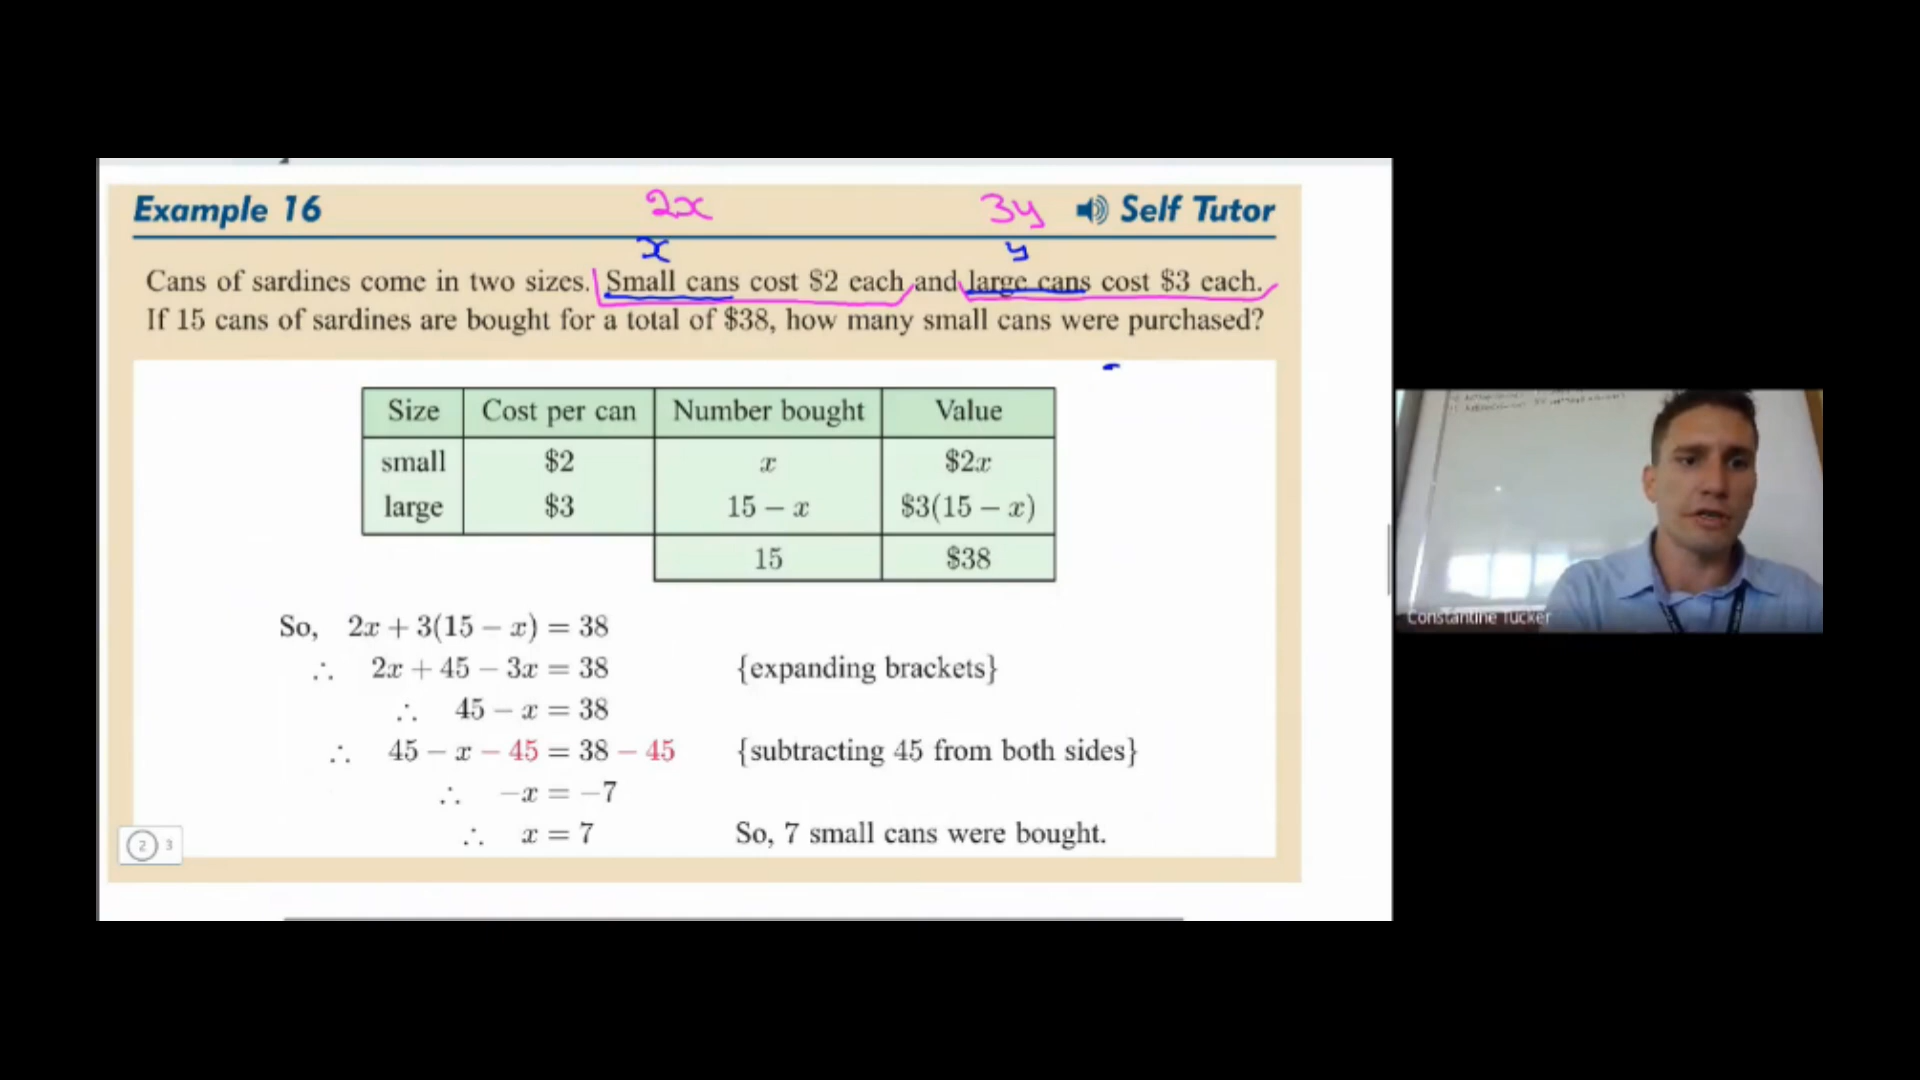 Example 16
2x
3y
Self Tutor
x
y
Cans of sardines come in two sizes. Small cans cost $2 each and large cans cost $3 each.
If 15 cans of sardines are bought for a total of $38, how many small cans were purchased?
Size Cost per can Number bought Value
small $2 x $2x
large $3 15 − x $3(15 − x)
15 $38
So, 2x + 3(15 − x) = 38
∴ 2x + 45 − 3x = 38 {expanding brackets}
∴ 45 − x = 38
∴ 45 − x − 45 = 38 − 45 {subtracting 45 from both sides}
∴ −x = −7
∴ x = 7 So, 7 small cans were bought.
2 3
Constantine Tucker